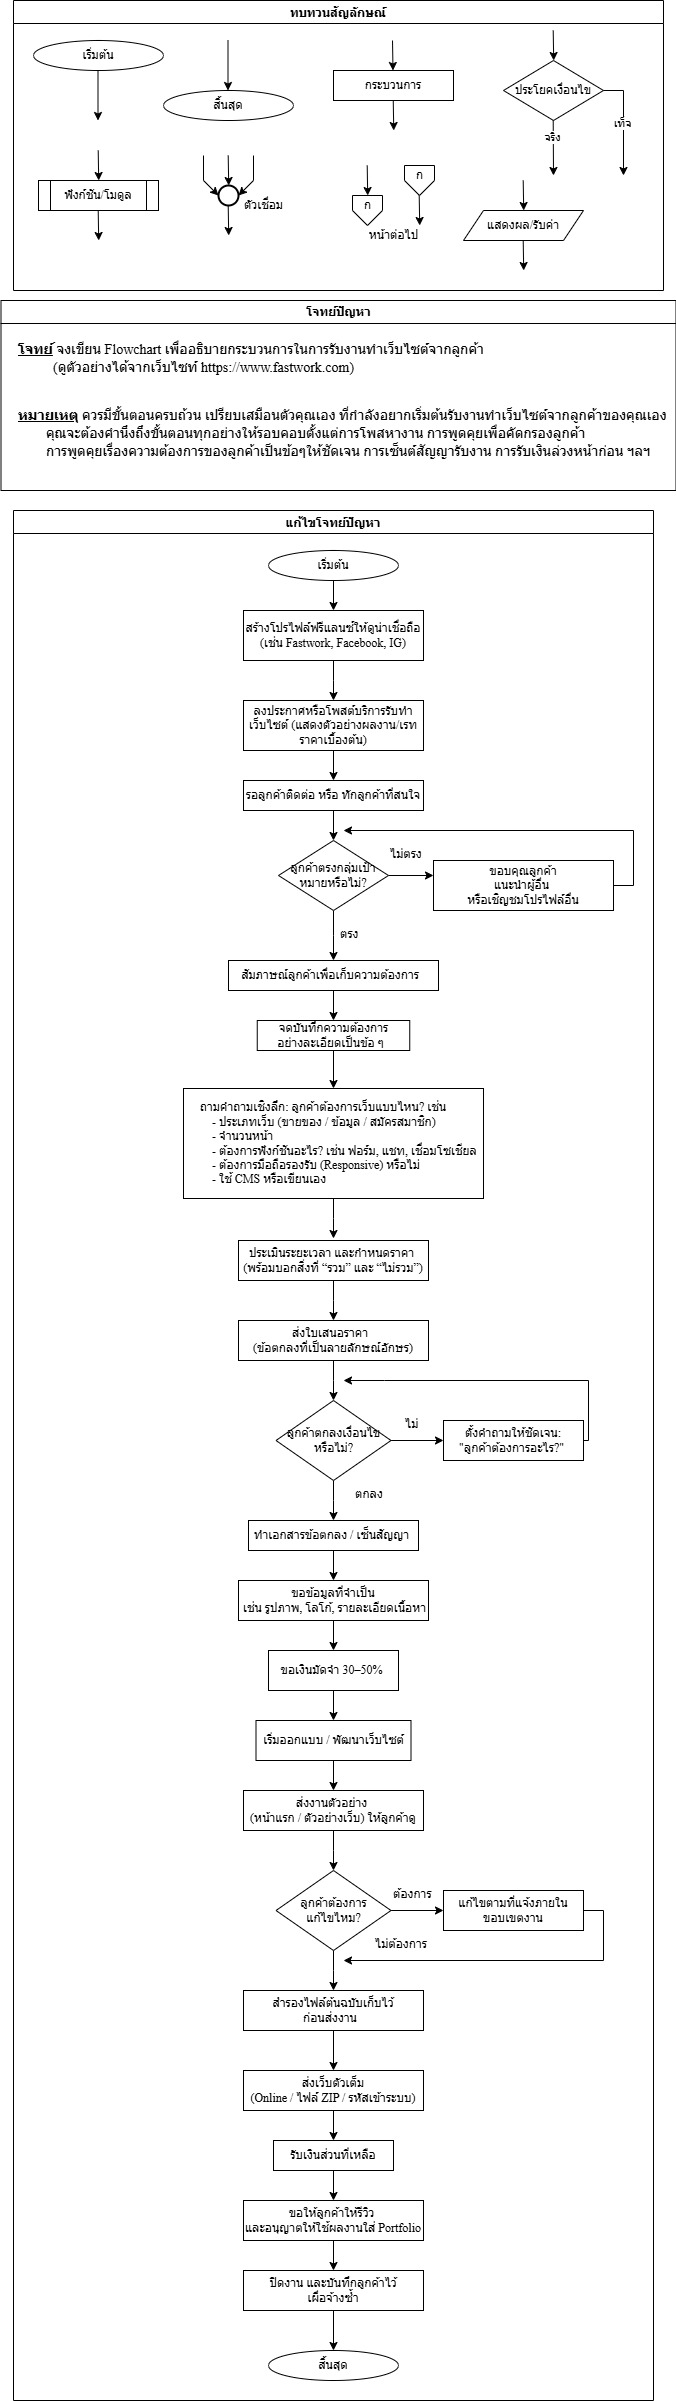 ทบทวนสัญลักษณ์
เริ่มต้น
สิ้นสุด
กระบวนการ
ประโยคเงื่อนไข
จริง
เท็จ
ฟังก์ชัน/โมดูล
ตัวเชื่อม
ก
ก
หน้าต่อไป
แสดงผล/รับค่า
โจทย์ปัญหา
โจทย์ จงเขียน Flowchart เพื่ออธิบายกระบวนการในการรับงานทำเว็บไซต์จากลูกค้า
(ดูตัวอย่างได้จากเว็บไซท์ https://www.fastwork.com)
หมายเหตุ ควรมีขั้นตอนครบถ้วน เปรียบเสมือนตัวคุณเอง ที่กำลังอยากเริ่มต้นรับงานทำเว็บไซต์จากลูกค้าของคุณเอง
คุณจะต้องคำนึงถึงขั้นตอนทุกอย่างให้รอบคอบตั้งแต่การโพสหางาน การพูดคุยเพื่อคัดกรองลูกค้า
การพูดคุยเรื่องความต้องการของลูกค้าเป็นข้อๆให้ชัดเจน การเซ็นต์สัญญารับงาน การรับเงินล่วงหน้าก่อน ฯลฯ
แก้ไขโจทย์ปัญหา
เริ่มต้น
สร้างโปรไฟล์ฟรีแลนซ์ให้ดูน่าเชื่อถือ
(เช่น Fastwork, Facebook, IG)
ลงประกาศหรือโพสต์บริการรับทำ
เว็บไซต์ (แสดงตัวอย่างผลงาน/เรท
ราคาเบื้องต้น)
รอลูกค้าติดต่อ หรือ ทักลูกค้าที่สนใจ
ลูกค้าตรงกลุ่มเป้า
หมายหรือไม่?
ไม่ตรง
ขอบคุณลูกค้า
แนะนำผู้อื่น
หรือเชิญชมโปรไฟล์อื่น
ตรง
สัมภาษณ์ลูกค้าเพื่อเก็บความต้องการ
จดบันทึกความต้องการ
อย่างละเอียดเป็นข้อ ๆ
ถามคำถามเชิงลึก: ลูกค้าต้องการเว็บแบบไหน? เช่น
- ประเภทเว็บ (ขายของ / ข้อมูล / สมัครสมาชิก)
- จำนวนหน้า
- ต้องการฟังก์ชันอะไร? เช่น ฟอร์ม, แชท, เชื่อมโซเชียล
- ต้องการมือถือรองรับ (Responsive) หรือไม่
- ใช้ CMS หรือเขียนเอง
ประเมินระยะเวลา และกำหนดราคา
(พร้อมบอกสิ่งที่ “รวม” และ “ไม่รวม”)
ส่งใบเสนอราคา
(ข้อตกลงที่เป็นลายลักษณ์อักษร)
ลูกค้าตกลงเงื่อนไข
หรือไม่?
ไม่
ตั้งคำถามให้ชัดเจน:
"ลูกค้าต้องการอะไร?"
ตกลง
ทำเอกสารข้อตกลง / เซ็นสัญญา
ขอข้อมูลที่จำเป็น
เช่น รูปภาพ, โลโก้, รายละเอียดเนื้อหา
ขอเงินมัดจำ 30–50%
เริ่มออกแบบ / พัฒนาเว็บไซต์
ส่งงานตัวอย่าง
(หน้าแรก / ตัวอย่างเว็บ) ให้ลูกค้าดู
ลูกค้าต้องการ
แก้ไขไหม?
ต้องการ
แก้ไขตามที่แจ้งภายใน
ขอบเขตงาน
ไม่ต้องการ
สำรองไฟล์ต้นฉบับเก็บไว้
ก่อนส่งงาน
ส่งเว็บตัวเต็ม
(Online / ไฟล์ ZIP / รหัสเข้าระบบ)
รับเงินส่วนที่เหลือ
ขอให้ลูกค้าให้รีวิว
และอนุญาตให้ใช้ผลงานใส่ Portfolio
ปิดงาน และบันทึกลูกค้าไว้
เผื่อจ้างซ้ำ
สิ้นสุด